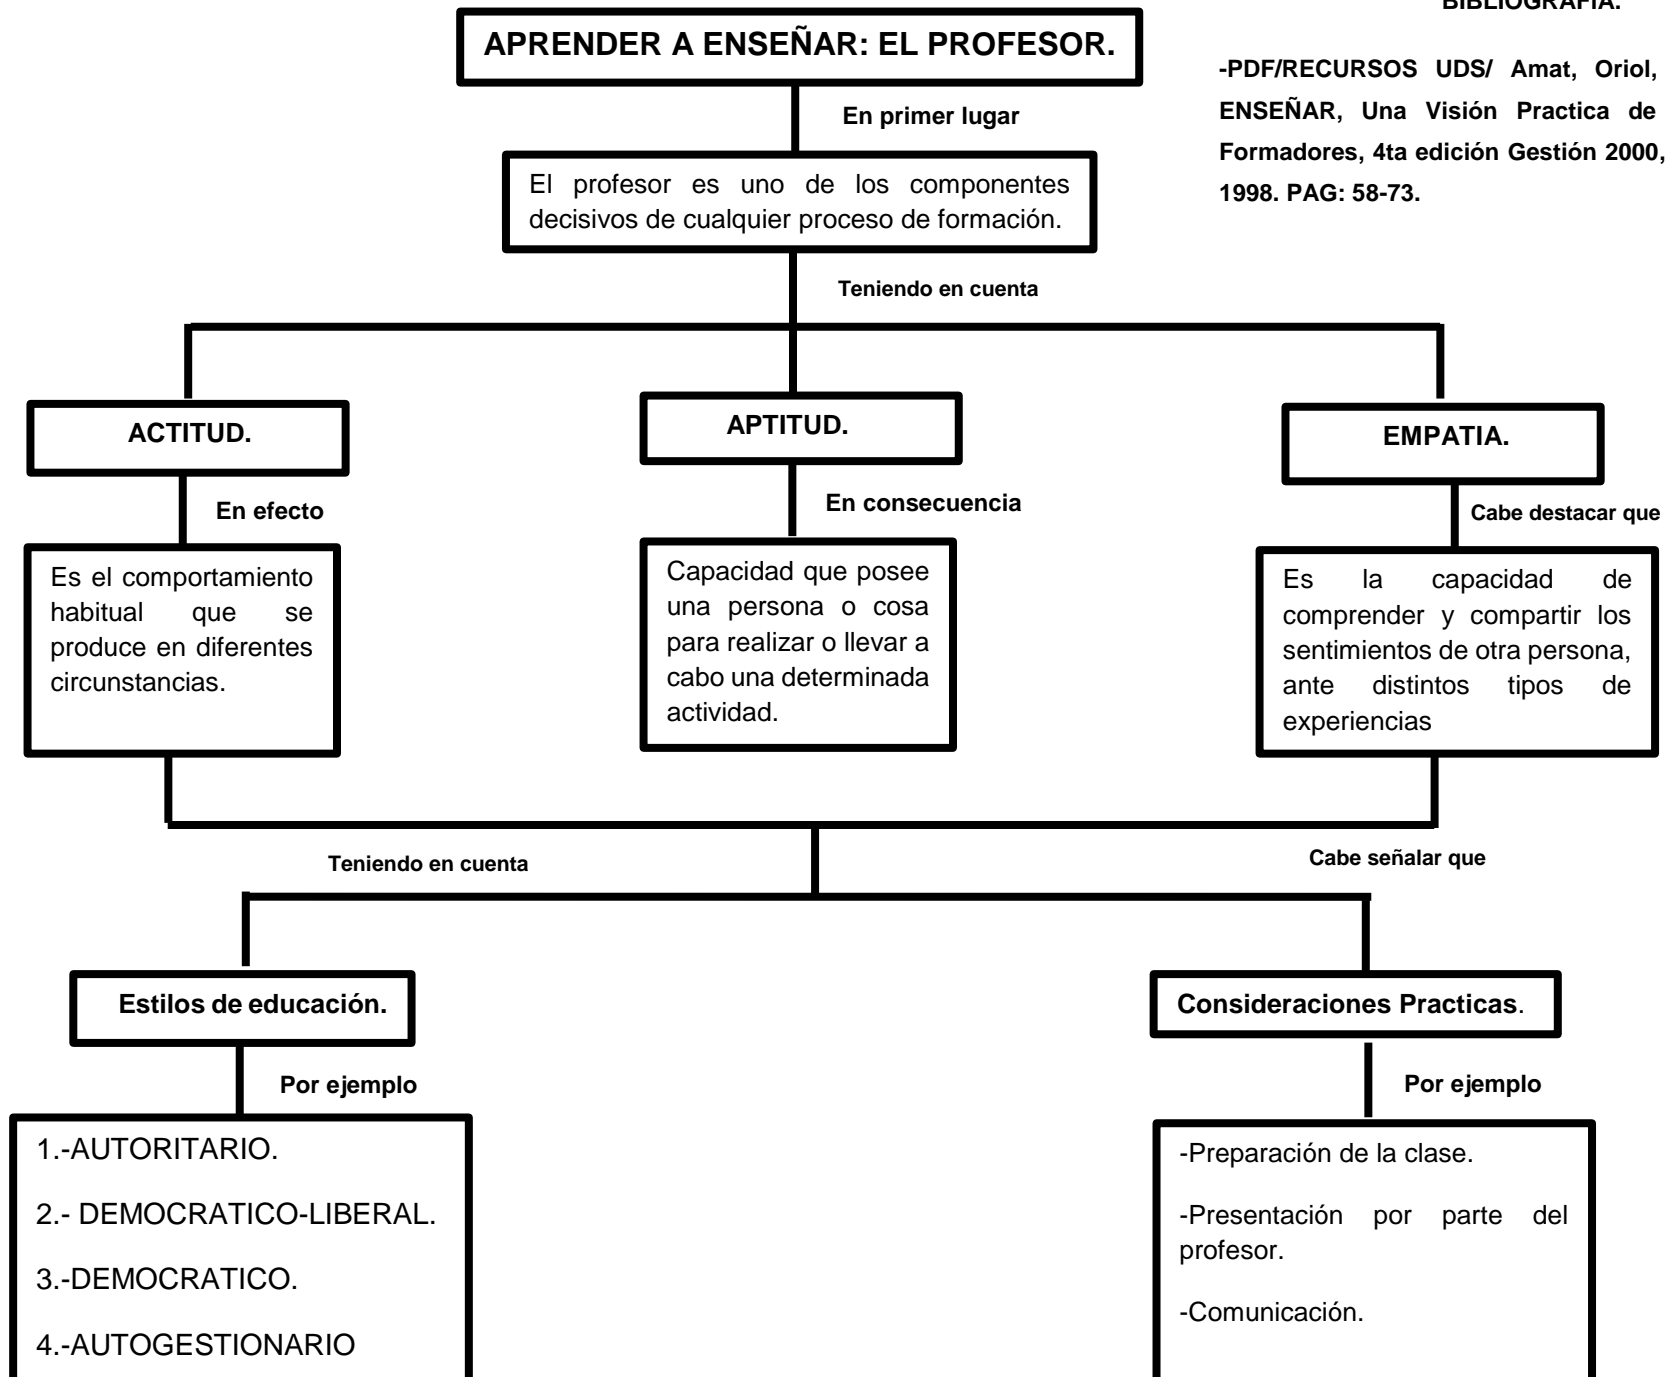 BIBLIOGRAFIA.
APRENDER A ENSEÑAR: EL PROFESOR.
-PDF/RECURSOS UDS/ Amat, Oriol,
ENSEÑAR, Una Visión Practica de
Formadores, 4ta edición Gestión 2000,
1998. PAG: 58-73.
En primer lugar
El profesor es uno de los componentes
decisivos de cualquier proceso de formación.
Teniendo en cuenta
ACTITUD.
APTITUD.
EMPATIA.
En efecto
En consecuencia
Cabe destacar que
Es el comportamiento
habitual que se
produce en diferentes
circunstancias.
Capacidad que posee
una persona o cosa
para realizar o llevar a
cabo una determinada
actividad.
Es la capacidad de
comprender y compartir los
sentimientos de otra persona,
ante distintos tipos de
experiencias
Teniendo en cuenta
Cabe señalar que
Estilos de educación.
Consideraciones Practicas.
Por ejemplo
Por ejemplo
1.-AUTORITARIO.
2.- DEMOCRATICO-LIBERAL.
3.-DEMOCRATICO.
4.-AUTOGESTIONARIO
-Preparación de la clase.
-Presentación por parte del
profesor.
-Comunicación.